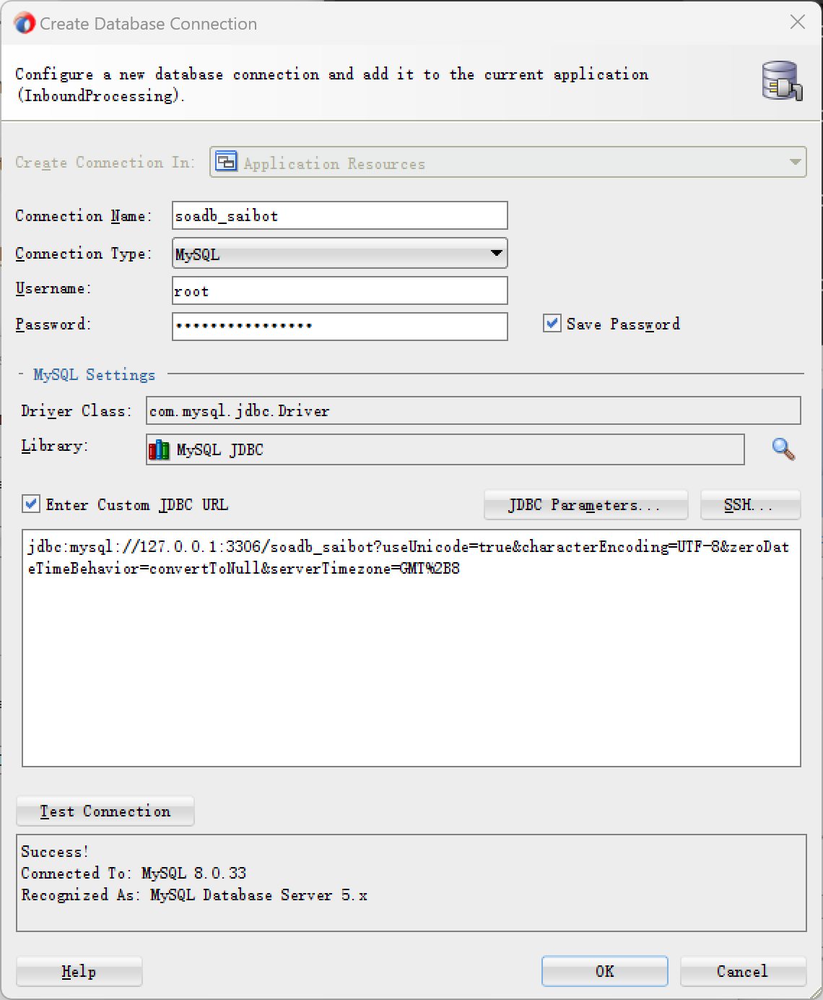 Create Database Connection
Configure a new database connection and add it to the current application
(InboundProcessing).
Create Connection In: Application Resources
Connection Name: soadb_saibot
Connection Type: MySQL
Username: root
Password: ••••••••••••••••
Save Password
- MySQL Settings
Driver Class: com.mysql.jdbc.Driver
Library: MySQL JDBC
Enter Custom JDBC URL
JDBC Parameters...
SSH...
jdbc:mysql://127.0.0.1:3306/soadb_saibot?useUnicode=true&characterEncoding=UTF-8&zeroDat
eTimeBehavior=convertToNull&serverTimezone=GMT%2B8
Test Connection
Success!
Connected To: MySQL 8.0.33
Recognized As: MySQL Database Server 5.x
Help
OK
Cancel